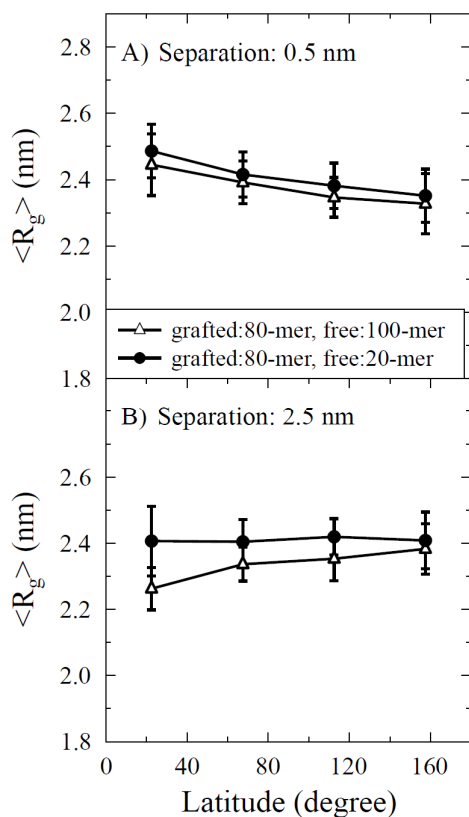 2.8
A) Separation: 0.5 nm
2.6
2.4
2.2
2.0
1.8
<R_g> (nm)
grafted:80-mer, free:100-mer
grafted:80-mer, free:20-mer
B) Separation: 2.5 nm
2.6
2.4
2.2
2.0
1.8
<R_g> (nm)
0 40 80 120 160
Latitude (degree)